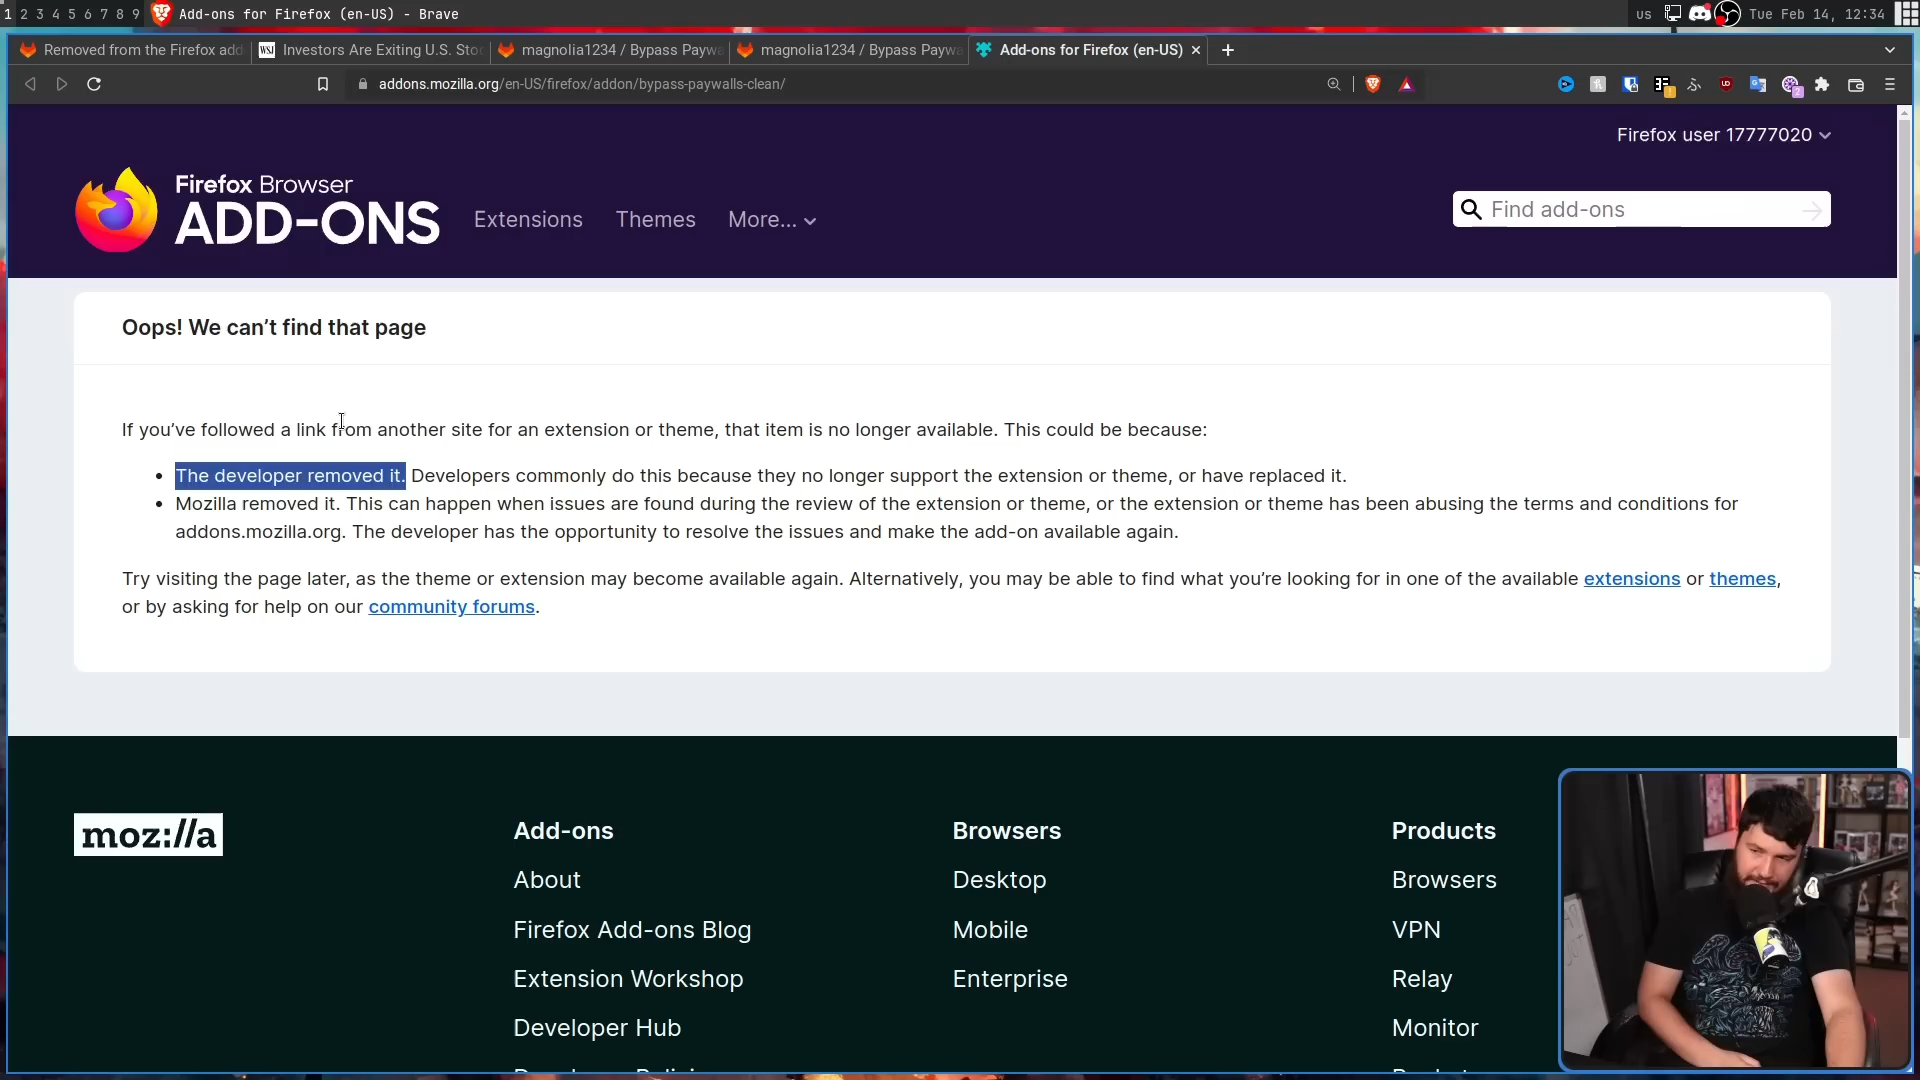 1 2 3 4 5 6 7 8 9 Add-ons for Firefox (en-US) - Brave us Tue Feb 14, 12:34
Removed from the Firefox add Investors Are Exiting U.S. Sto magnolia1234 / Bypass Paywa magnolia1234 / Bypass Paywa Add-ons for Firefox (en-US)
addons.mozilla.org/en-US/firefox/addon/bypass-paywalls-clean/
Firefox user 17777020
Firefox Browser
ADD-ONS
Extensions Themes More... Find add-ons
Oops! We can’t find that page
If you’ve followed a link from another site for an extension or theme, that item is no longer available. This could be because:
• The developer removed it. Developers commonly do this because they no longer support the extension or theme, or have replaced it.
• Mozilla removed it. This can happen when issues are found during the review of the extension or theme, or the extension or theme has been abusing the terms and conditions for
addons.mozilla.org. The developer has the opportunity to resolve the issues and make the add-on available again.
Try visiting the page later, as the theme or extension may become available again. Alternatively, you may be able to find what you’re looking for in one of the available extensions or themes,
or by asking for help on our community forums.
moz://a
Add-ons Browsers Products
About Desktop Browsers
Firefox Add-ons Blog Mobile VPN
Extension Workshop Enterprise Relay
Developer Hub Monitor